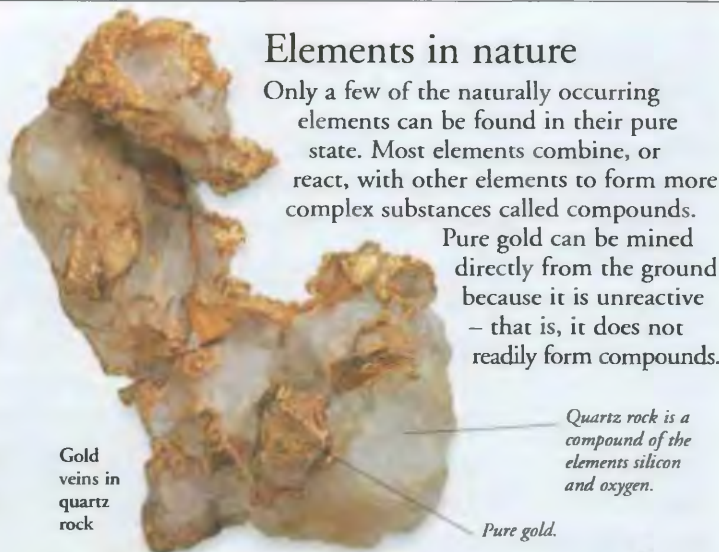 Elements in nature
Only a few of the naturally occurring
elements can be found in their pure
state. Most elements combine, or
react, with other elements to form more
complex substances called compounds.
Pure gold can be mined
directly from the ground
because it is unreactive
– that is, it does not
readily form compounds.
Quartz rock is a
compound of the
elements silicon
and oxygen.
Gold
veins in
quartz
rock
Pure gold.